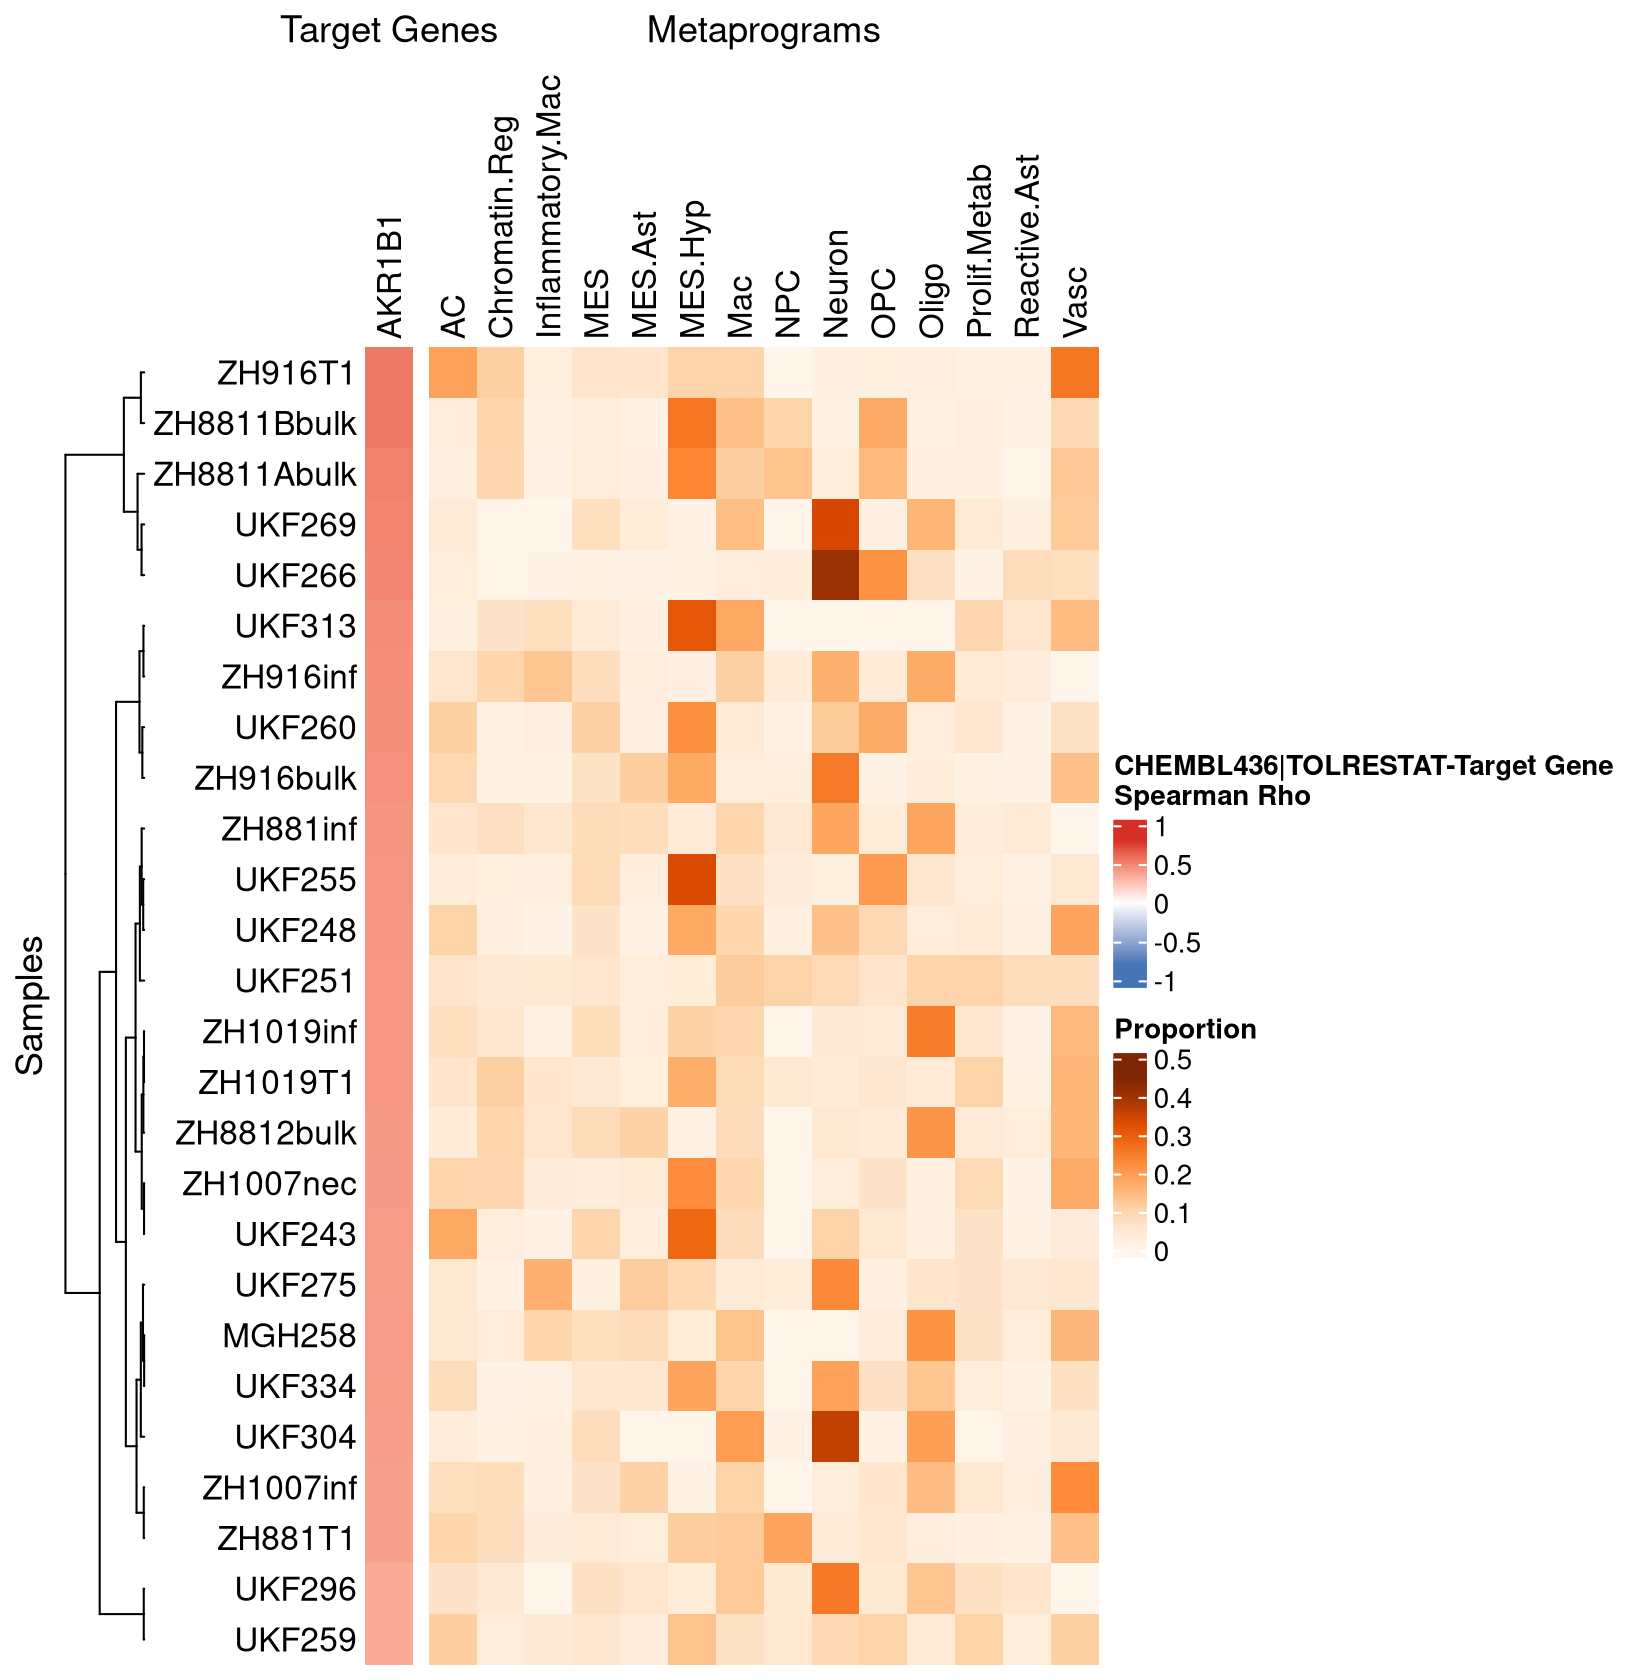 Target Genes
Metaprograms
AKR1B1
AC
Chromatin.Reg
Inflammatory.Mac
MES
MES.Ast
MES.Hyp
Mac
NPC
Neuron
OPC
Oligo
Prolif.Metab
Reactive.Ast
Vasc
Samples
ZH916T1
ZH8811Bbulk
ZH8811Abulk
UKF269
UKF266
UKF313
ZH916inf
UKF260
ZH916bulk
ZH881inf
UKF255
UKF248
UKF251
ZH1019inf
ZH1019T1
ZH8812bulk
ZH1007nec
UKF243
UKF275
MGH258
UKF334
UKF304
ZH1007inf
ZH881T1
UKF296
UKF259
CHEMBL436|TOLRESTAT-Target Gene
Spearman Rho
1
0.5
0
-0.5
-1
Proportion
0.5
0.4
0.3
0.2
0.1
0